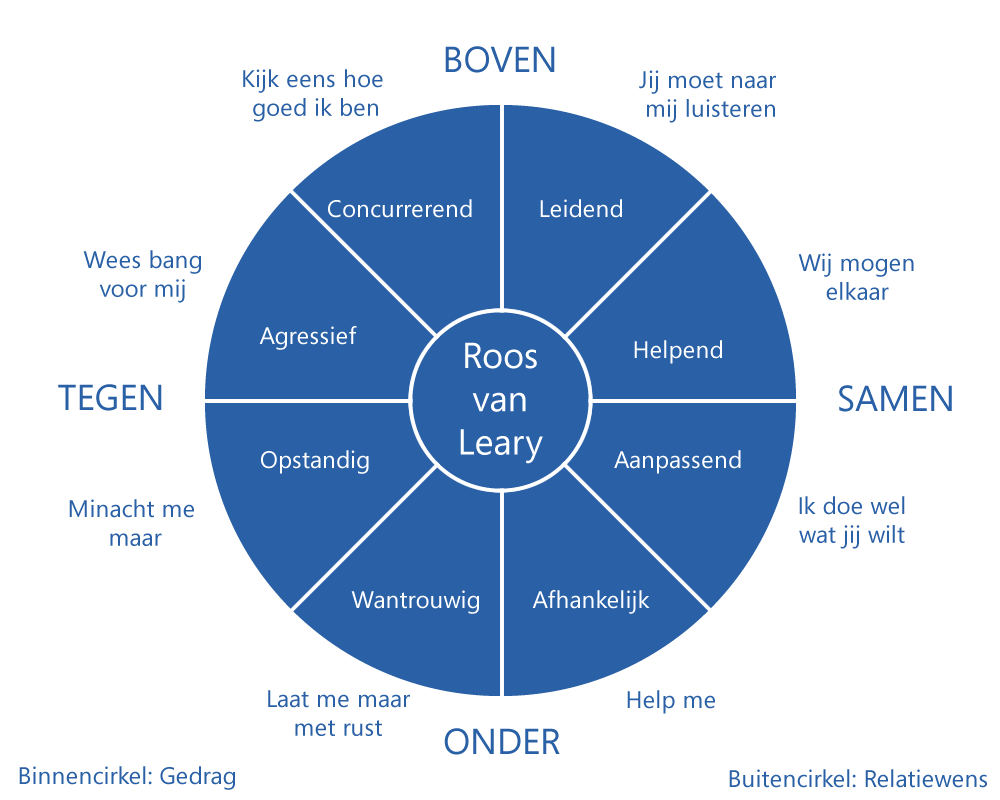 BOVEN
Kijk eens hoe
goed ik ben
Jij moet naar
mij luisteren
Concurrerend
Leidend
Wees bang
voor mij
Wij mogen
elkaar
Agressief
Helpend
Roos
van
Leary
TEGEN
SAMEN
Opstandig
Aanpassend
Minacht me
maar
Ik doe wel
wat jij wilt
Wantrouwig
Afhankelijk
Laat me maar
met rust
Help me
ONDER
Binnencirkel: Gedrag
Buitencirkel: Relatiewens